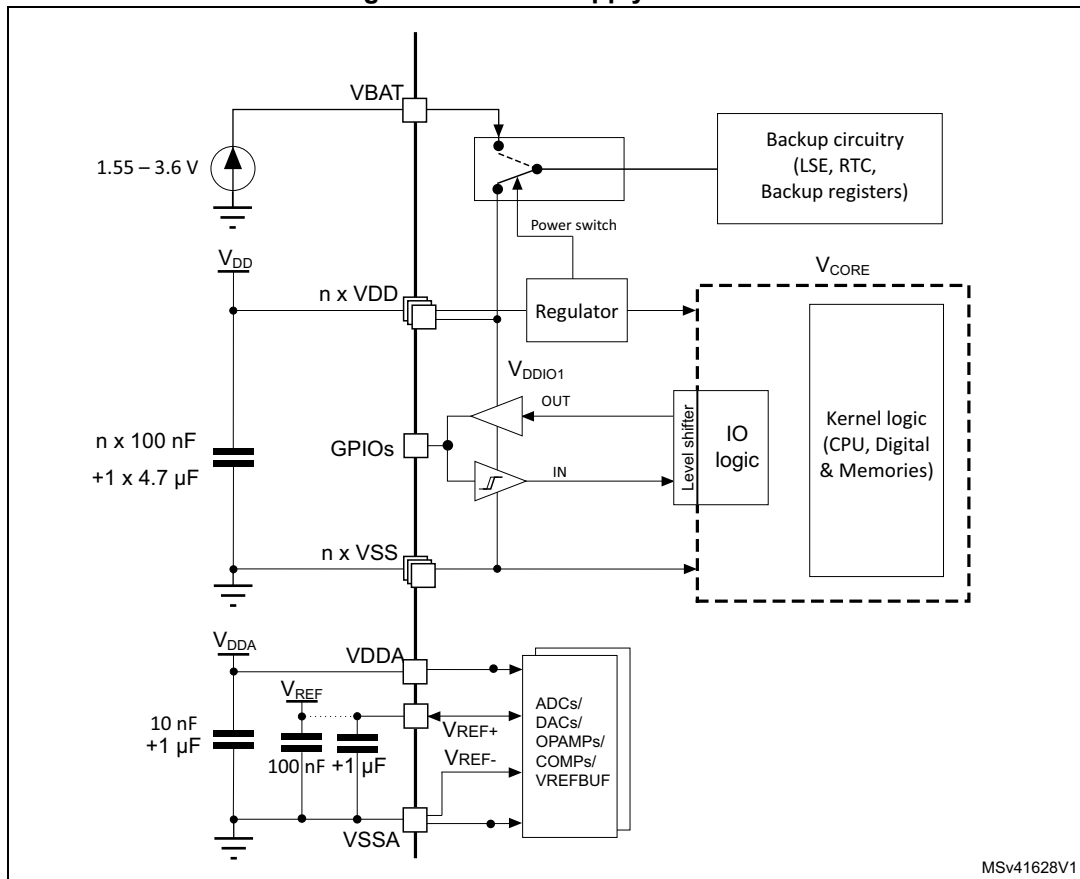 VBAT
1.55 – 3.6 V
Backup circuitry
(LSE, RTC,
Backup registers)
Power switch
VDD
n x VDD
Regulator
VCORE
VDDIO1
OUT
n x 100 nF
+1 x 4.7 µF
GPIOs
IN
Level shifter
IO
logic
Kernel logic
(CPU, Digital
& Memories)
n x VSS
VDDA
VDDA
VREF
10 nF
+1 µF
100 nF
+1 µF
VREF+
VREF-
ADCs/
DACs/
OPAMPs/
COMPs/
VREFBUF
VSSA
MSv41628V1